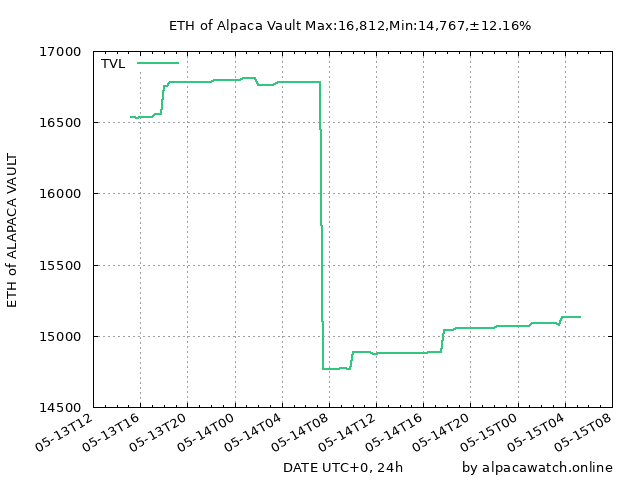 ETH of Alpaca Vault Max:16,812,Min:14,767,±12.16%
TVL
17000
16500
16000
15500
15000
14500
ETH of ALAPACA VAULT
05-13T12
05-13T16
05-13T20
05-14T00
05-14T04
05-14T08
05-14T12
05-14T16
05-14T20
05-15T00
05-15T04
05-15T08
DATE UTC+0, 24h
by alpacawatch.online